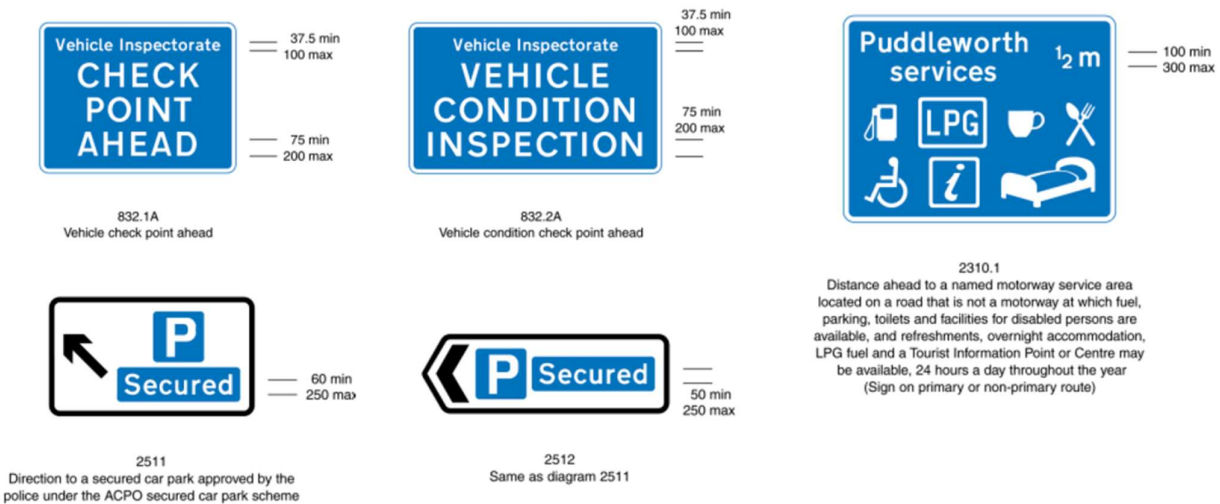 Vehicle Inspectorate
CHECK
POINT
AHEAD
37.5 min
100 max
75 min
200 max
832.1A
Vehicle check point ahead
Vehicle Inspectorate
VEHICLE
CONDITION
INSPECTION
37.5 min
100 max
75 min
200 max
832.2A
Vehicle condition check point ahead
Puddleworth
services
½ m
LPG
i
100 min
300 max
2310.1
Distance ahead to a named motorway service area
located on a road that is not a motorway at which fuel,
parking, toilets and facilities for disabled persons are
available, and refreshments, overnight accommodation,
LPG fuel and a Tourist Information Point or Centre may
be available, 24 hours a day throughout the year
(Sign on primary or non-primary route)
P
Secured
60 min
250 max
2511
Direction to a secured car park approved by the
police under the ACPO secured car park scheme
P Secured
50 min
250 max
2512
Same as diagram 2511